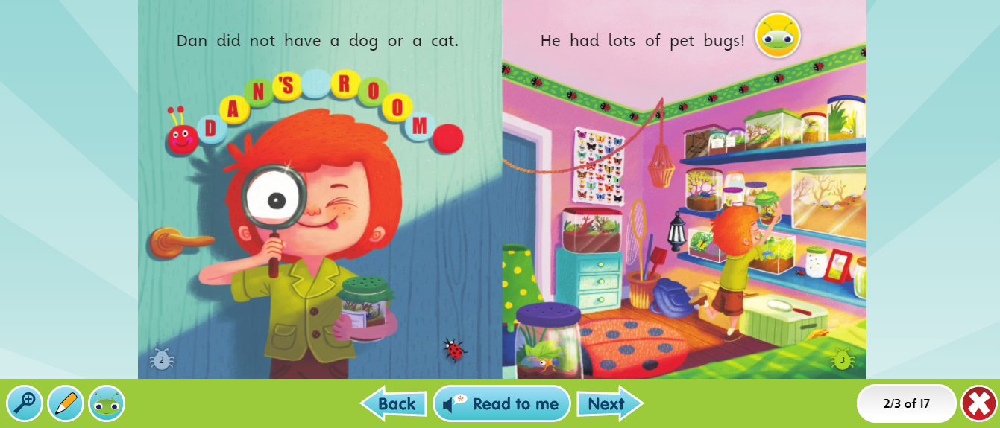 Dan did not have a dog or a cat.
DAN'S ROOM
2
He had lots of pet bugs!
3
Back
Read to me
Next
2/3 of 17